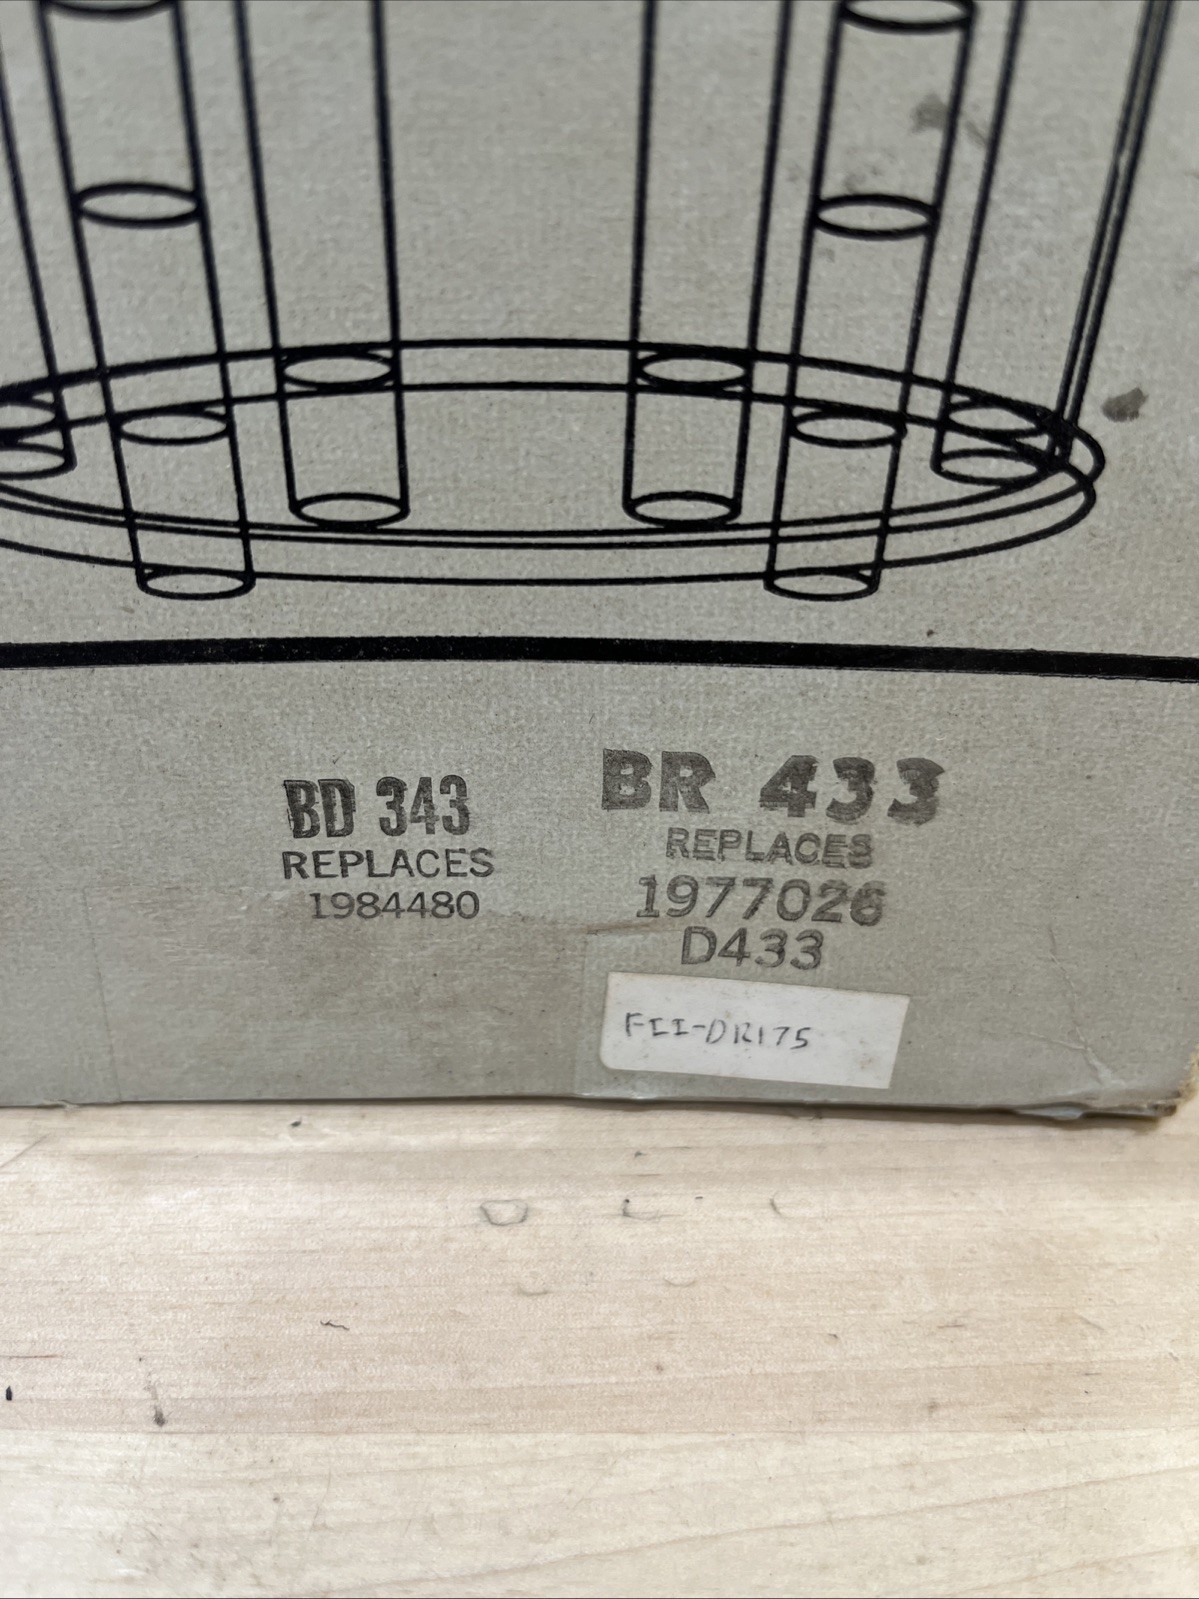 BD 343
REPLACES
1984480
BR 433
REPLACES
1977026
D433
FII-DR175